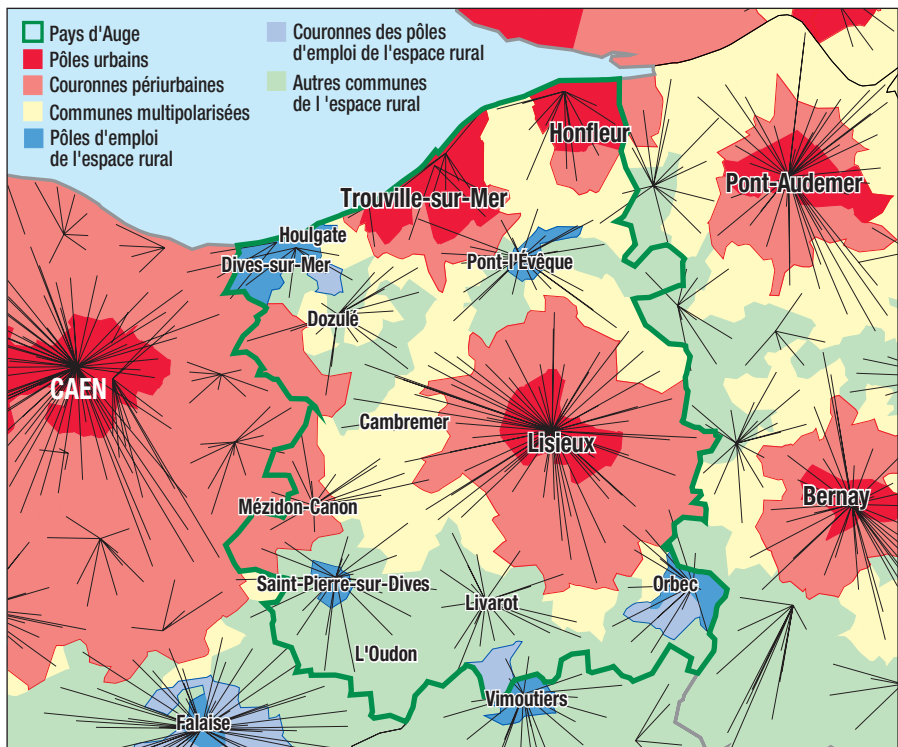 Pays d'Auge
Pôles urbains
Couronnes périurbaines
Communes multipolarisées
Pôles d'emploi
de l'espace rural
Couronnes des pôles
d'emploi de l'espace rural
Autres communes
de l 'espace rural
Honfleur
Pont-Audemer
Trouville-sur-Mer
Houlgate
Dives-sur-Mer
Pont-l'Évêque
Dozulé
CAEN
Cambremer
Lisieux
Bernay
Mézidon-Canon
Saint-Pierre-sur-Dives
Orbec
Livarot
L'Oudon
Vimoutiers
Falaise